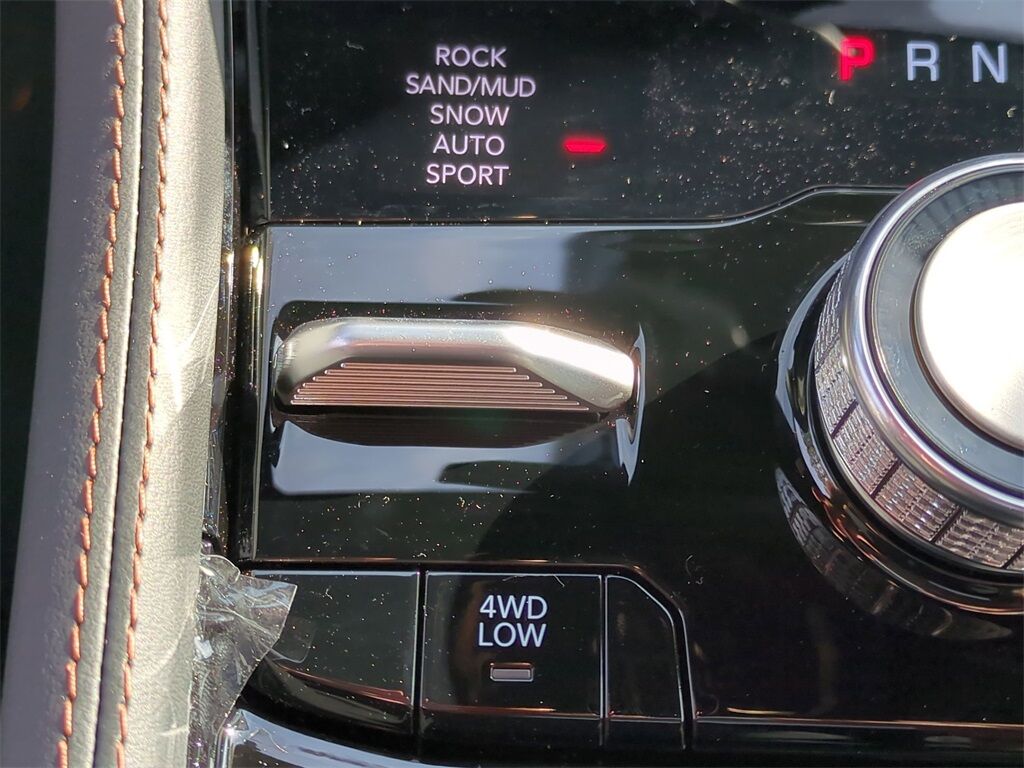 ROCK
SAND/MUD
SNOW
AUTO
SPORT
P R N
4WD
LOW